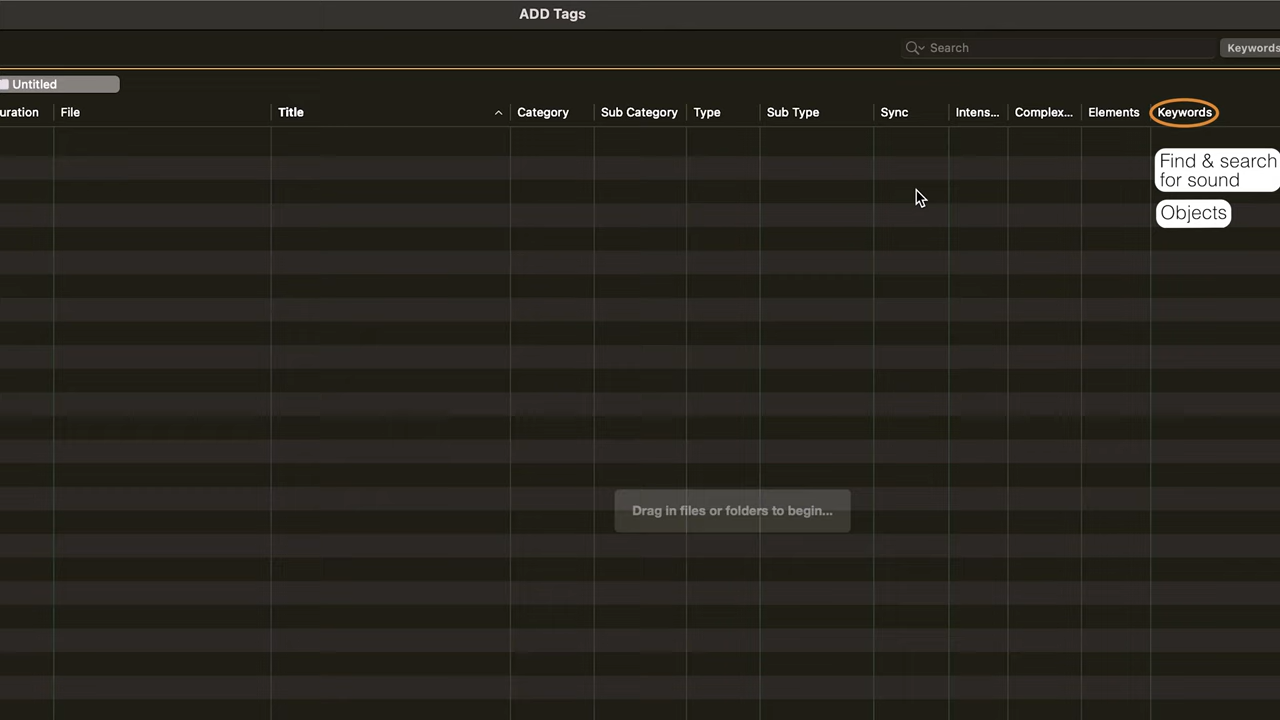 ADD Tags
Search
Keywords
Untitled
uration File Title Category Sub Category Type Sub Type Sync Intens... Complex... Elements Keywords
Find & search
for sound
Objects
Drag in files or folders to begin...